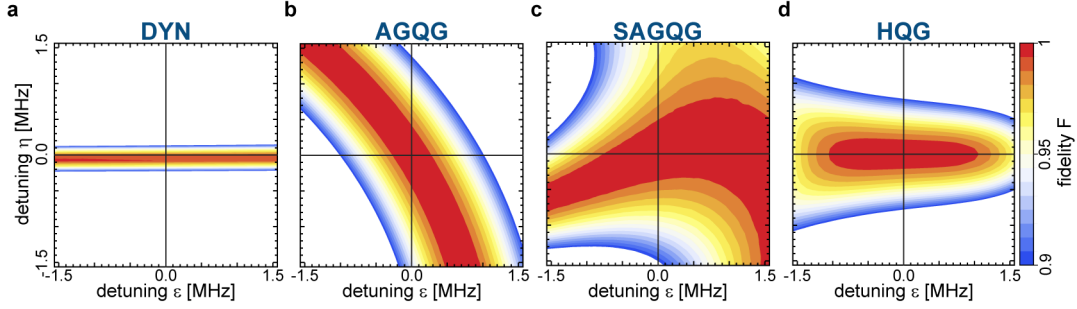 a DYN
b AGQG
c SAGQG
d HQG
detuning η [MHz]
1.5
0.0
-1.5
-1.5 0.0 1.5
detuning ε [MHz]
1.5
-1.5 0.0 1.5
detuning ε [MHz]
-1.5 0.0 1.5
detuning ε [MHz]
-1.5 0.0 1.5
detuning ε [MHz]
1
0.95
0.9
fidelity F